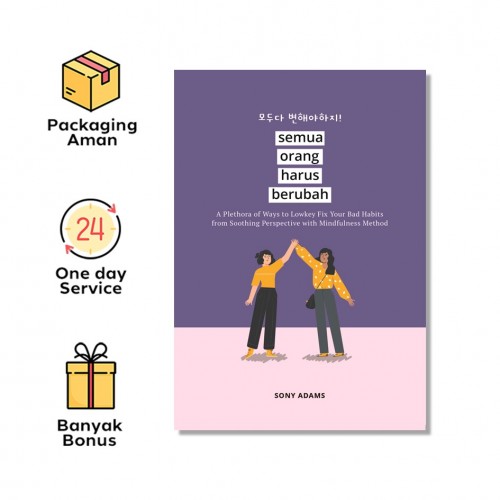 Packaging
Aman
24
One day
Service
Banyak
Bonus
모두다 변해야하지!
semua
orang
harus
berubah
A Plethora of Ways to Lowkey Fix Your Bad Habits
from Soothing Perspective with Mindfulness Method
SONY ADAMS